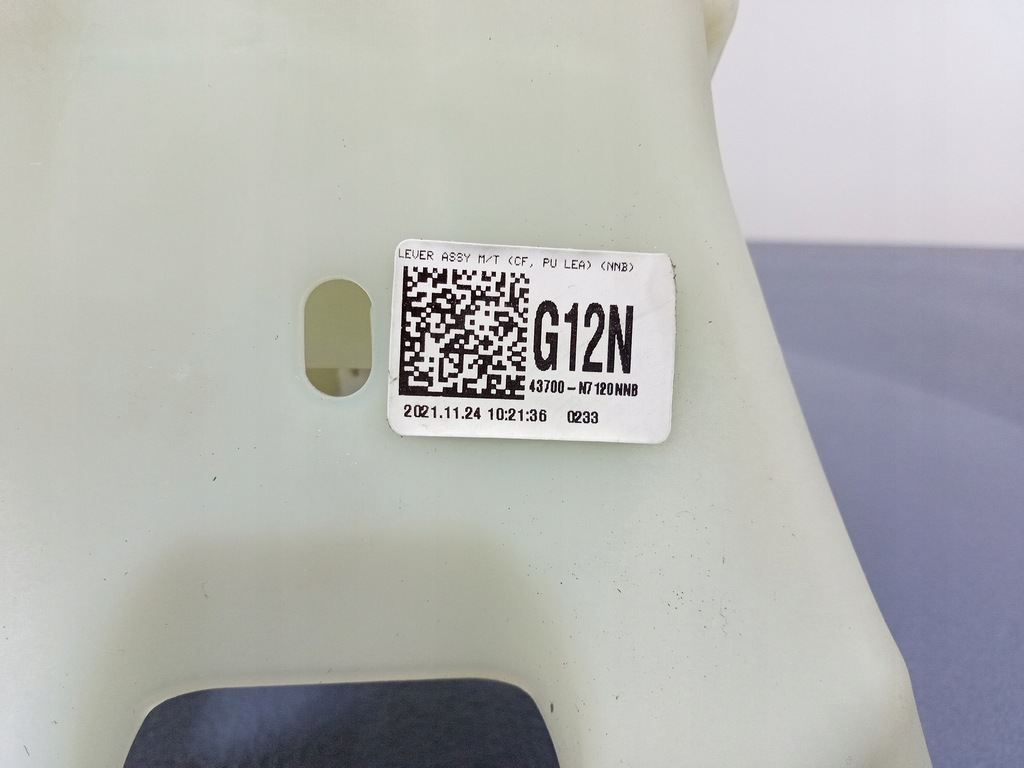 LEVER ASSY M/T (CF, PU LEA) (NNB)
G12N
43700-N7120NNB
2021.11.24 10:21:36 0233